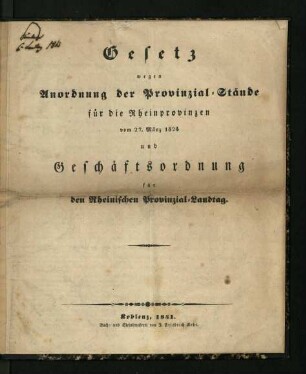 Gesetz
wegen
Anordnung der Provinzial-Stände
für die Rheinprovinzen
vom 27. März 1824
und
Geschäftsordnung
für
den Rheinischen Provinzial-Landtag.
Koblenz, 1851.